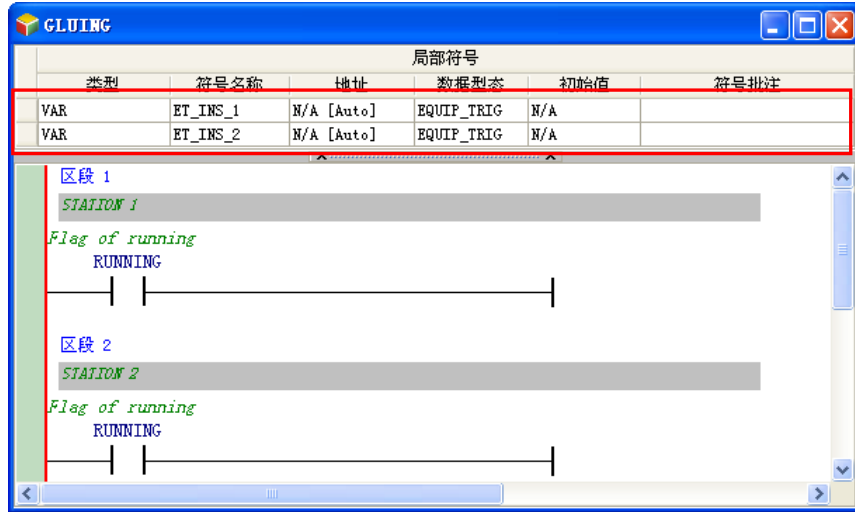 GLUING
局部符号
类型 符号名称 地址 数据型态 初始值 符号批注
VAR ET_INS_1 N/A [Auto] EQUIP_TRIG N/A
VAR ET_INS_2 N/A [Auto] EQUIP_TRIG N/A
区段 1
STATION 1
Flag of running
RUNNING
区段 2
STATION 2
Flag of running
RUNNING